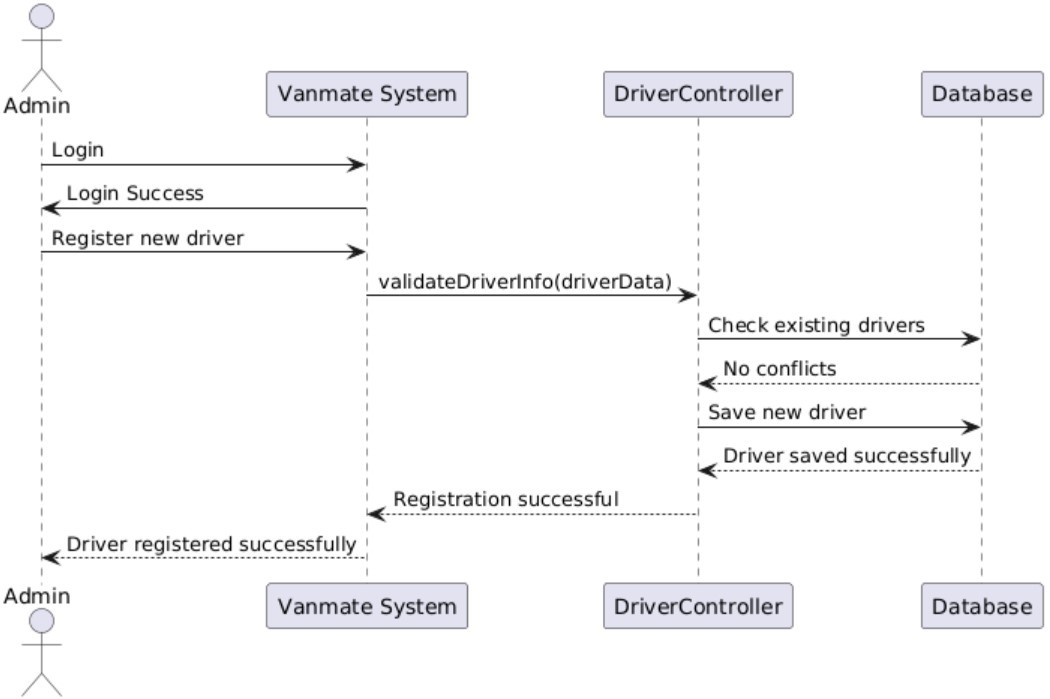 Admin
Vanmate System
DriverController
Database
Login
Login Success
Register new driver
validateDriverInfo(driverData)
Check existing drivers
No conflicts
Save new driver
Driver saved successfully
Registration successful
Driver registered successfully
Admin
Vanmate System
DriverController
Database